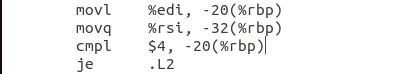 movl %edi, -20(%rbp)
movq %rsi, -32(%rbp)
cmpl $4, -20(%rbp)
je .L2